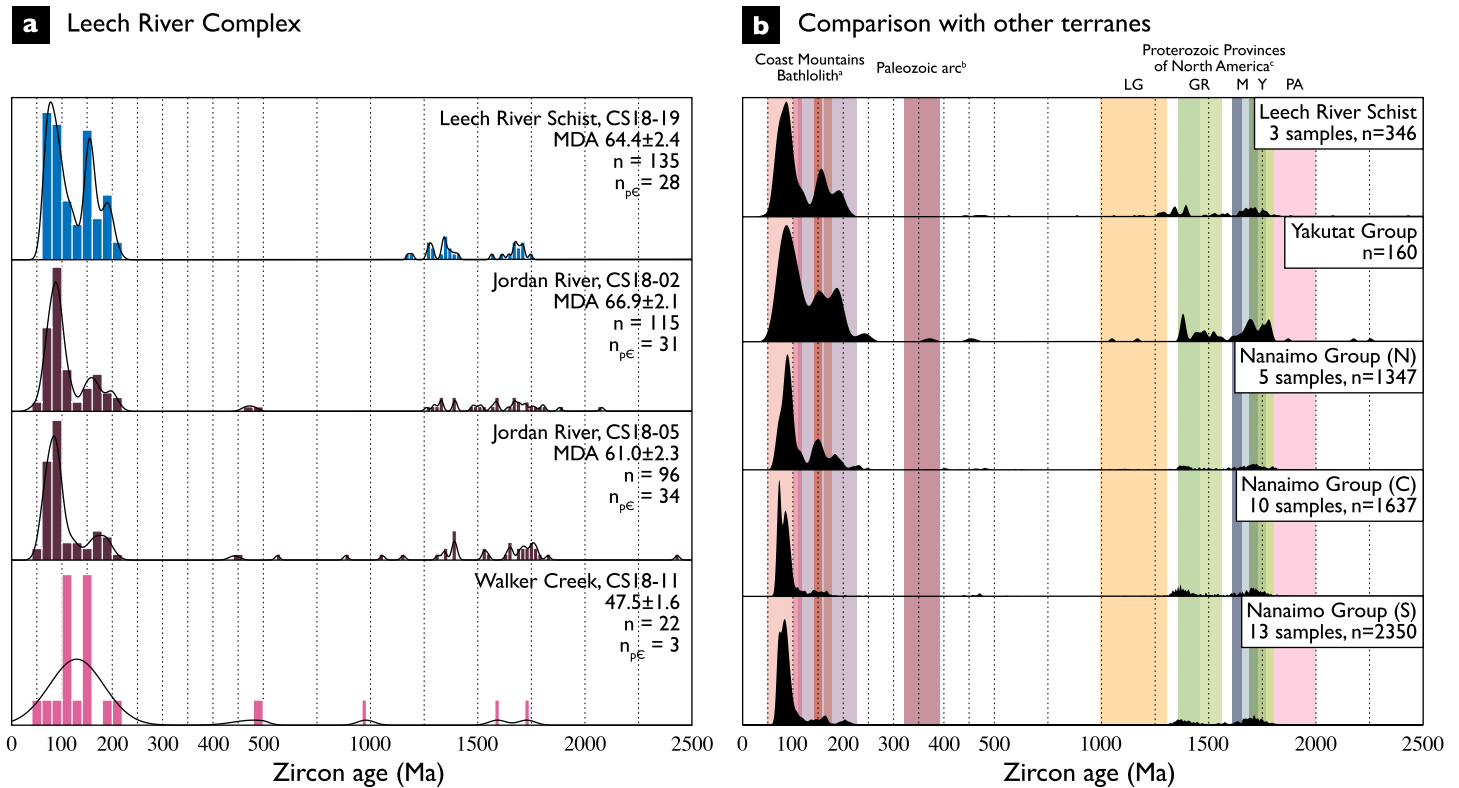 a Leech River Complex
Leech River Schist, CS18-19
MDA 64.4±2.4
n = 135
npЄ = 28
Jordan River, CS18-02
MDA 66.9±2.1
n = 115
npЄ = 31
Jordan River, CS18-05
MDA 61.0±2.3
n = 96
npЄ = 34
Walker Creek, CS18-11
47.5±1.6
n = 22
npЄ = 3
0 100 200 300 400 500 1000 1500 2000 2500
Zircon age (Ma)
b Comparison with other terranes
Coast Mountains
Bathlolithᵃ
Paleozoic arcᵇ
Proterozoic Provinces
of North Americaᶜ
LG GR M Y PA
Leech River Schist
3 samples, n=346
Yakutat Group
n=160
Nanaimo Group (N)
5 samples, n=1347
Nanaimo Group (C)
10 samples, n=1637
Nanaimo Group (S)
13 samples, n=2350
0 100 200 300 400 500 1000 1500 2000 2500
Zircon age (Ma)